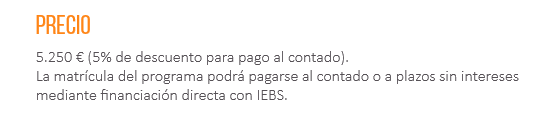 PRECIO
5.250 € (5% de descuento para pago al contado).
La matrícula del programa podrá pagarse al contado o a plazos sin intereses
mediante financiación directa con IEBS.